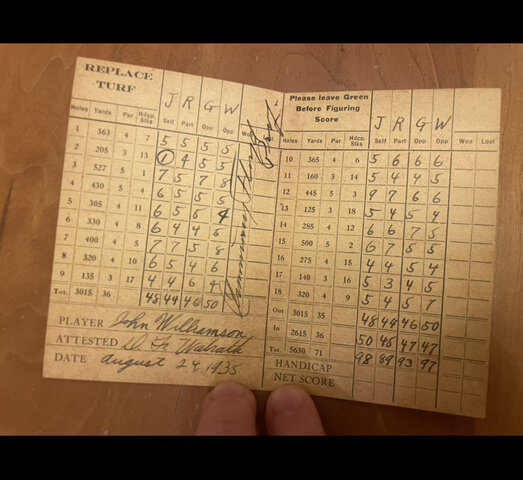 REPLACE
TURF
J R G W
Holes Yards Par Hdcp. Stks Self Part Opp Opp Won
1 363 4 7 5 5 5 5
2 205 3 13 1 4 5 5
3 527 5 1 7 5 7 8
4 430 5 4 6 5 5 5
5 305 4 11 6 5 5 4
6 330 4 8 6 4 4 6
7 400 4 5 7 7 5 8
8 320 4 10 6 5 4 6
9 135 3 17 4 4 6 4
Tot. 3015 36 48 44 46 50
PLAYER John Williamson
ATTESTED Walrath
DATE August 24, 1935
Please leave Green
Before Figuring
Score
J R G W
Holes Yards Par Hdcp. Stks Self Part Opp Opp Won Lost
10 365 4 6 5 6 6 6
11 160 3 14 5 4 4 5
12 445 5 3 9 7 6 6
13 125 3 18 5 4 5 4
14 285 4 12 6 6 7 5
15 500 5 2 6 7 5 5
16 275 4 15 4 4 5 4
17 140 3 16 5 3 4 5
18 320 4 9 5 4 5 7
Out 3015 35 48 44 46 50
In 2615 36 50 45 47 47
Tot. 5630 71 98 89 93 97
HANDICAP
NET SCORE